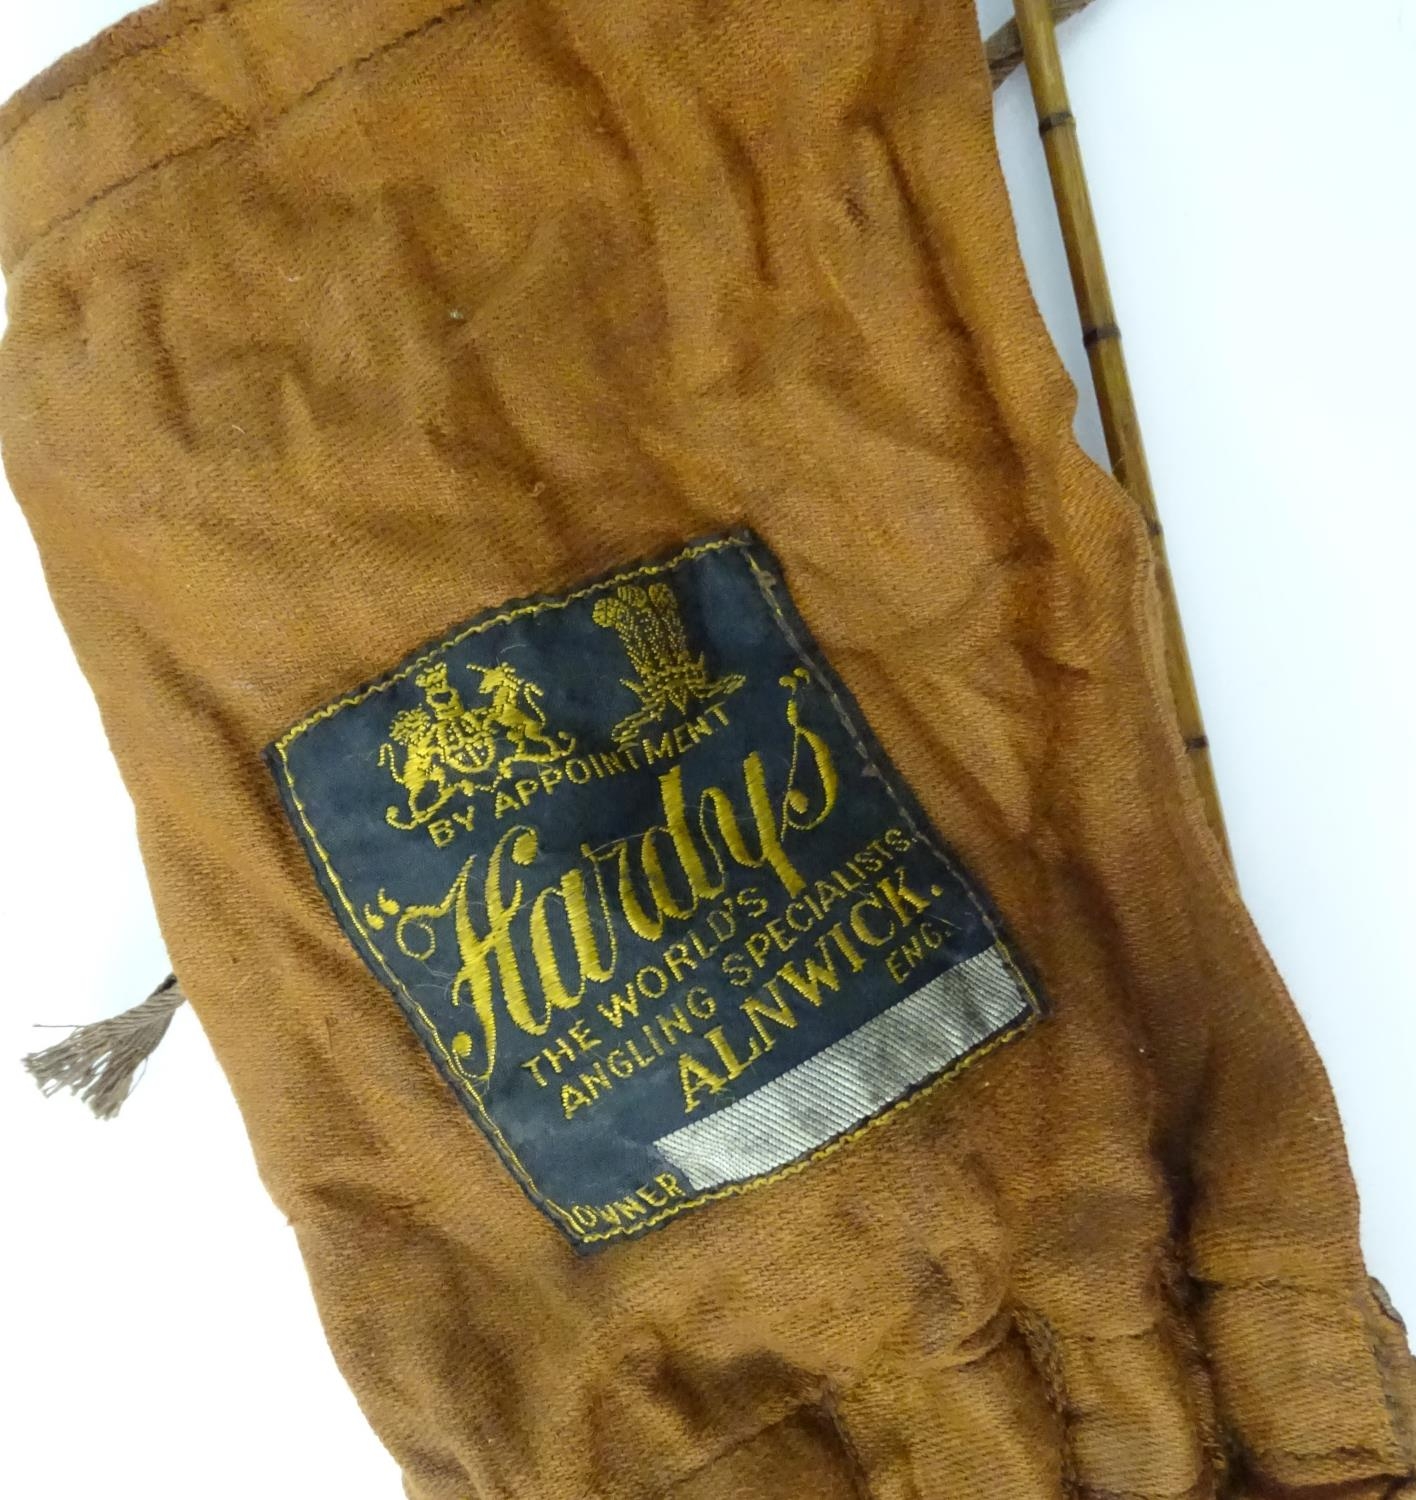 BY APPOINTMENT
"Hardy's"
THE WORLD'S
ANGLING SPECIALISTS
ALNWICK.
ENG.
OWNER